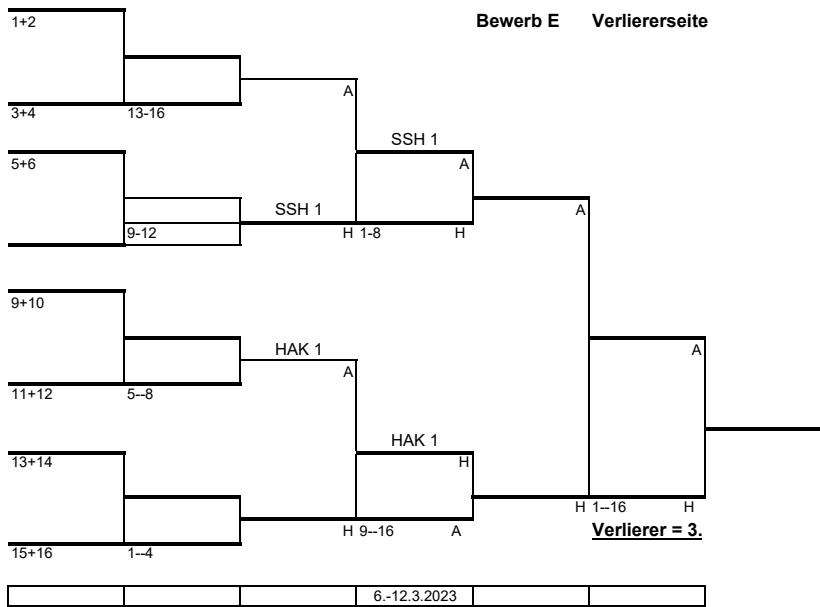 Bewerb E Verliererseite
1+2
A
3+4 13-16
SSH 1
5+6 A
SSH 1 A
9-12 H 1-8 H
9+10
HAK 1 A
A
11+12 5--8
HAK 1
13+14 H
H 1--16 H
H 9--16 A Verlierer = 3.
15+16 1--4
6.-12.3.2023